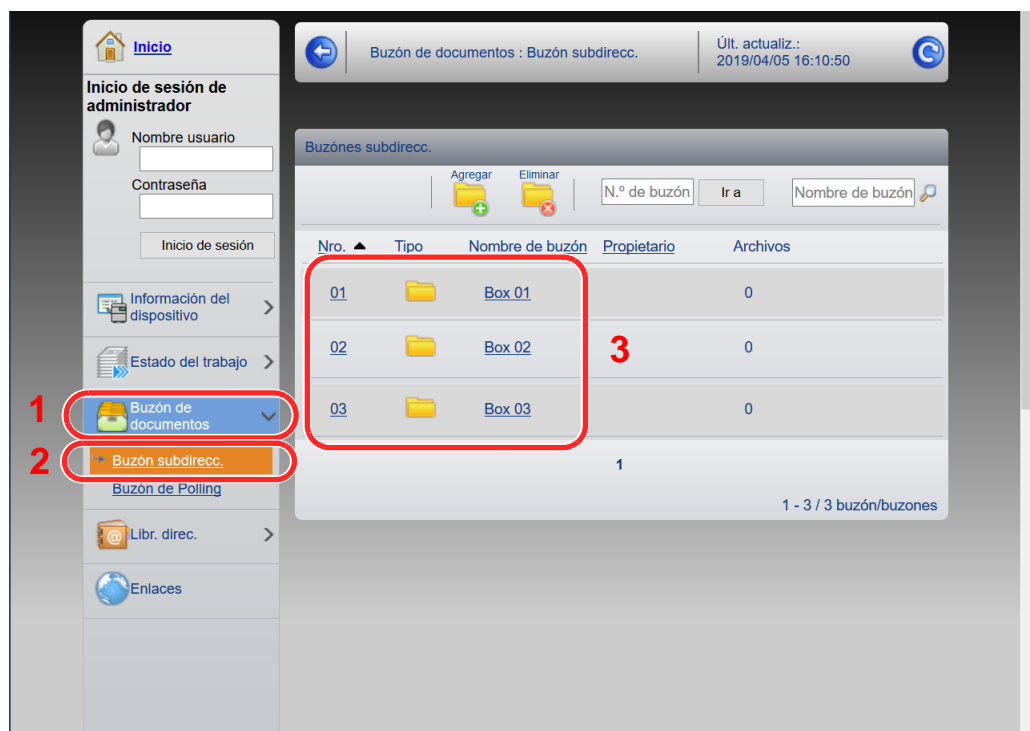 Inicio
Inicio de sesión de
administrador
Nombre usuario
Contraseña
Inicio de sesión
Información del
dispositivo
Estado del trabajo
1
Buzón de
documentos
2
Buzón subdirecc.
Buzón de Polling
Libr. direc.
Enlaces
Buzón de documentos : Buzón subdirecc.
Últ. actualiz.:
2019/04/05 16:10:50
Buzónes subdirecc.
Agregar Eliminar
N.º de buzón Ir a Nombre de buzón
Nro. Tipo Nombre de buzón Propietario Archivos
01 Box 01 0
02 Box 02 0
3
03 Box 03 0
1
1 - 3 / 3 buzón/buzones